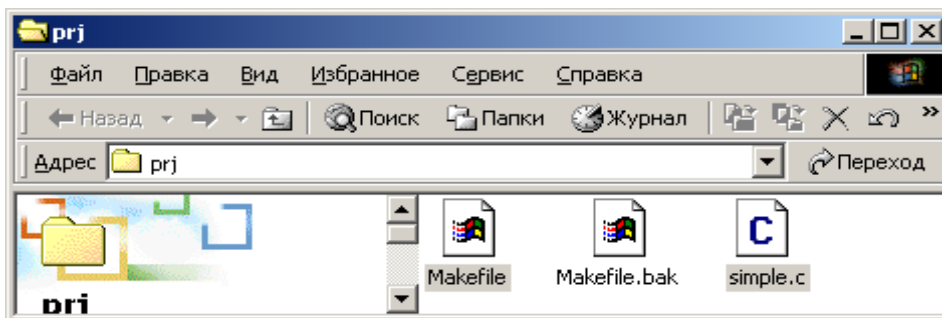 prj
Файл Правка Вид Избранное Сервис Справка
Назад Поиск Папки Журнал »
Адрес prj Переход
prj
Makefile Makefile.bak simple.c